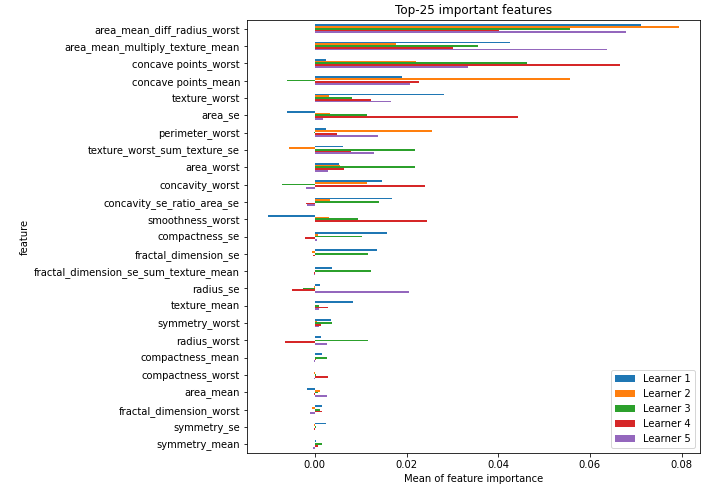 Top-25 important features
area_mean_diff_radius_worst
area_mean_multiply_texture_mean
concave points_worst
concave points_mean
texture_worst
area_se
perimeter_worst
texture_worst_sum_texture_se
area_worst
concavity_worst
concavity_se_ratio_area_se
smoothness_worst
compactness_se
fractal_dimension_se
fractal_dimension_se_sum_texture_mean
radius_se
texture_mean
symmetry_worst
radius_worst
compactness_mean
compactness_worst
area_mean
fractal_dimension_worst
symmetry_se
symmetry_mean
feature
Learner 1
Learner 2
Learner 3
Learner 4
Learner 5
0.00 0.02 0.04 0.06 0.08
Mean of feature importance